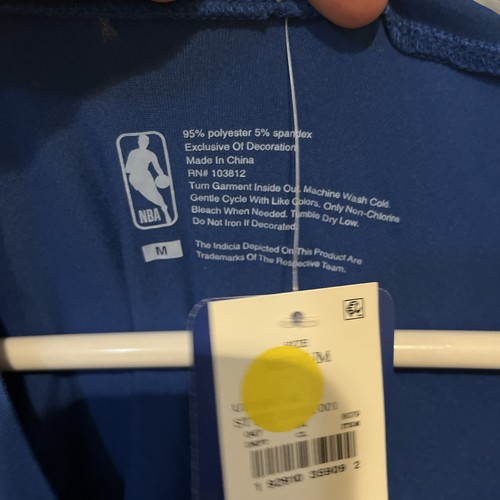 95% polyester 5% spandex
Exclusive Of Decoration
Made In China
RN# 103812
Turn Garment Inside Out. Machine Wash Cold.
Gentle Cycle With Like Colors. Only Non-Chlorine
Bleach When Needed. Tumble Dry Low.
Do Not Iron If Decorated.
NBA
M
The Indicia Depicted On This Product Are
Trademarks Of The Respective Team.
SIZE